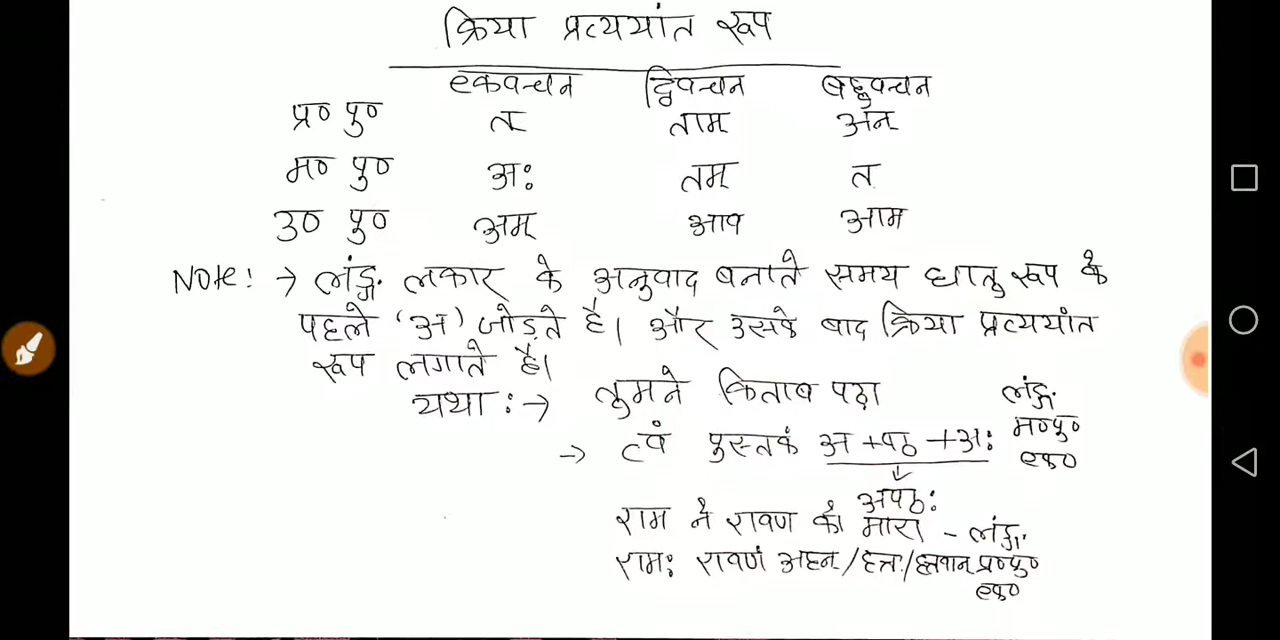 क्रिया प्रत्ययांत रूप
एकवचन द्विवचन बहुवचन
प्र० पु० त् ताम् अन्
म० पु० अः तम् त
उ० पु० अम् आव आम
Note: → लंङ्ग लकार के अनुवाद बनाते समय धातु रूप के
पहले 'अ' जोड़ते है। और उसके बाद क्रिया प्रत्ययांत
रूप लगाते है।
यथा :→ तुमने किताब पढ़ा लंङ्ग
→ त्वं पुस्तकं अ + पठ + अः म० पु०
एक०
अपठः
राम ने रावण को मारा - लंङ्ग
रामः रावणं अहन् / हतः / हतवान् प्र० पु०
एक०